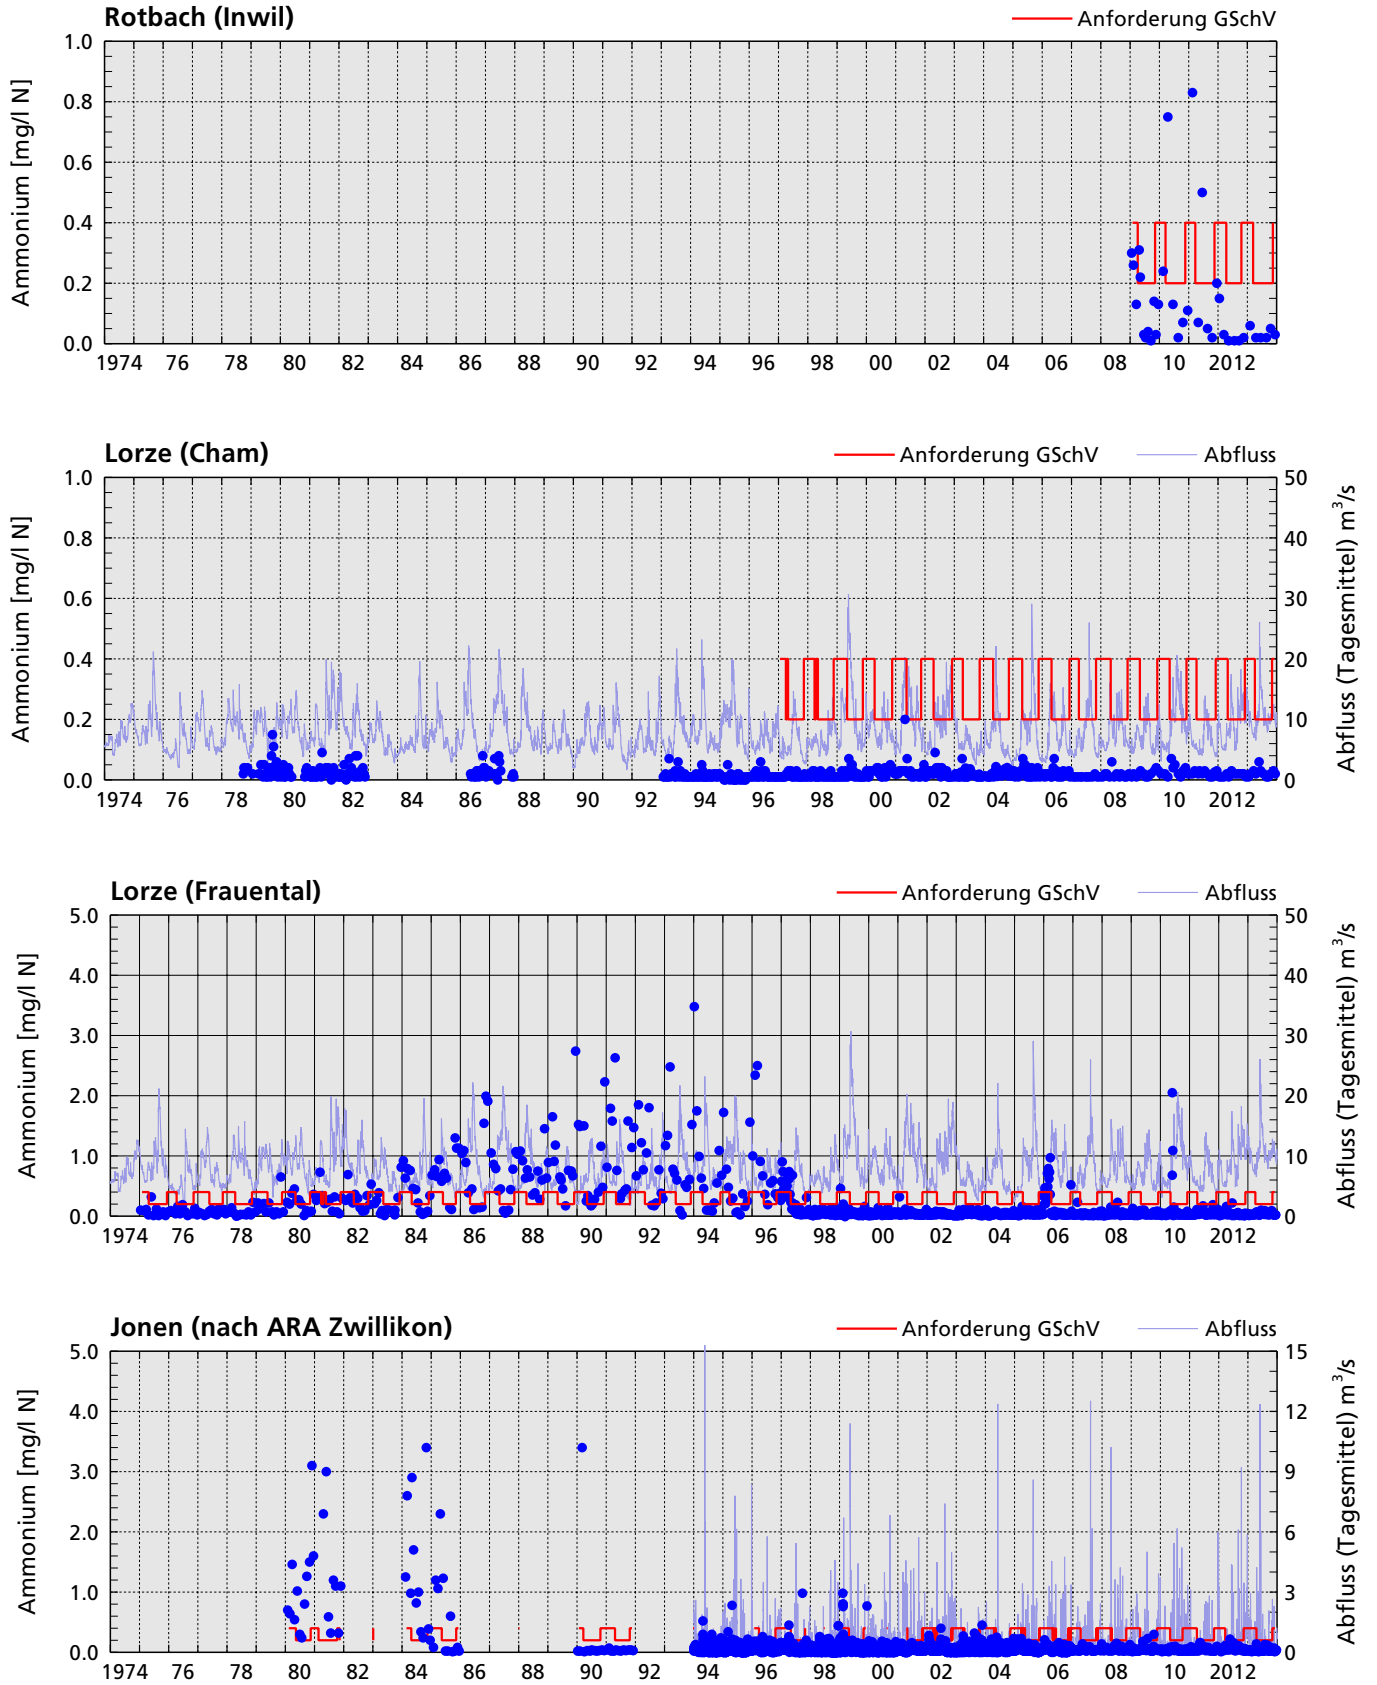 Rotbach (Inwil)
Anforderung GSchV
Ammonium [mg/l N]
1.0
0.8
0.6
0.4
0.2
0.0
1974 76 78 80 82 84 86 88 90 92 94 96 98 00 02 04 06 08 10 2012
Lorze (Cham)
Anforderung GSchV Abfluss
Ammonium [mg/l N]
1.0
0.8
0.6
0.4
0.2
0.0
50
40
30
20
10
0
Abfluss (Tagesmittel) m³/s
1974 76 78 80 82 84 86 88 90 92 94 96 98 00 02 04 06 08 10 2012
Lorze (Frauental)
Anforderung GSchV Abfluss
Ammonium [mg/l N]
5.0
4.0
3.0
2.0
1.0
0.0
50
40
30
20
10
0
Abfluss (Tagesmittel) m³/s
1974 76 78 80 82 84 86 88 90 92 94 96 98 00 02 04 06 08 10 2012
Jonen (nach ARA Zwillikon)
Anforderung GSchV Abfluss
Ammonium [mg/l N]
5.0
4.0
3.0
2.0
1.0
0.0
15
12
9
6
3
0
Abfluss (Tagesmittel) m³/s
1974 76 78 80 82 84 86 88 90 92 94 96 98 00 02 04 06 08 10 2012